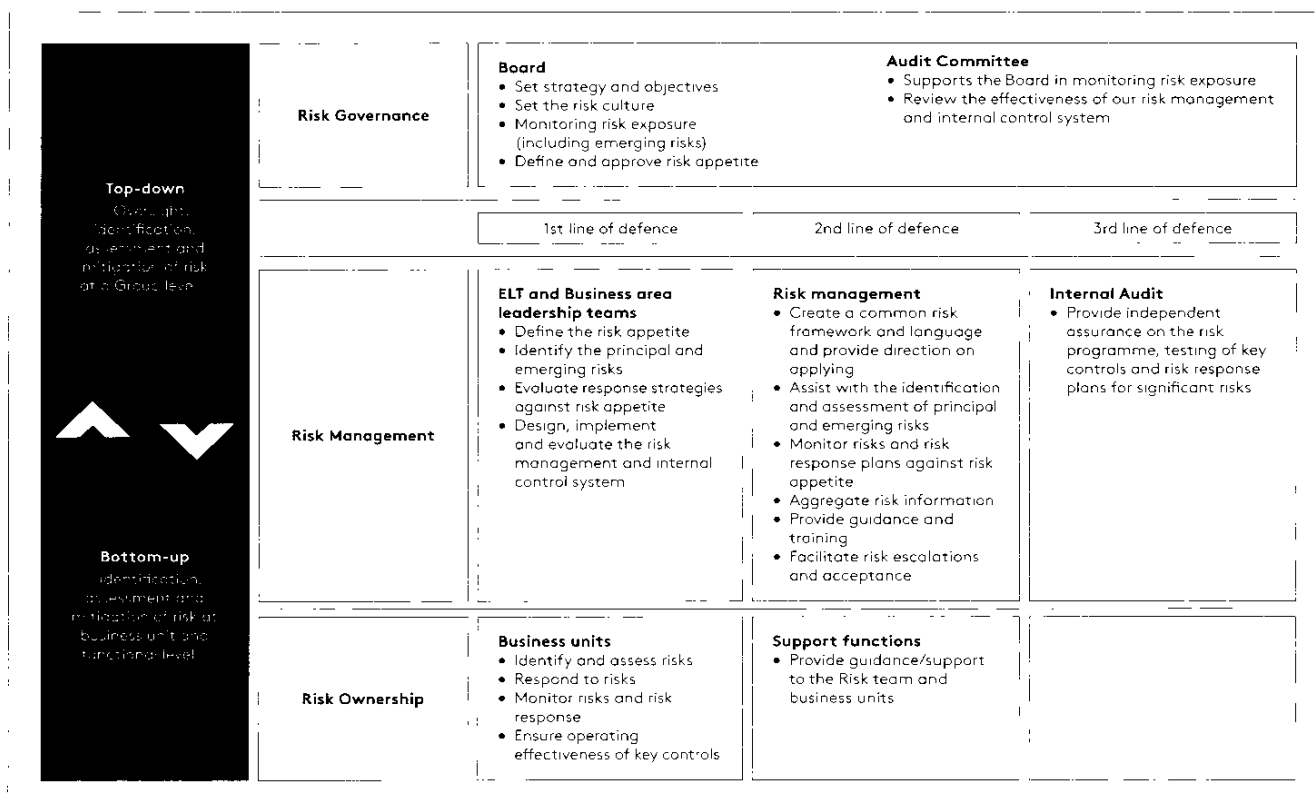 Top-down
Oversight,
identification,
assessment and
mitigation of risk
at a Group level
Bottom-up
Identification,
assessment and
mitigation of risk at
business unit and
functional level
Risk Governance
Board
• Set strategy and objectives
• Set the risk culture
• Monitoring risk exposure
(including emerging risks)
• Define and approve risk appetite
Audit Committee
• Supports the Board in monitoring risk exposure
• Review the effectiveness of our risk management
and internal control system
1st line of defence
2nd line of defence
3rd line of defence
Risk Management
ELT and Business area
leadership teams
• Define the risk appetite
• Identify the principal and
emerging risks
• Evaluate response strategies
against risk appetite
• Design, implement
and evaluate the risk
management and internal
control system
Risk management
• Create a common risk
framework and language
and provide direction on
applying
• Assist with the identification
and assessment of principal
and emerging risks
• Monitor risks and risk
response plans against risk
appetite
• Aggregate risk information
• Provide guidance and
training
• Facilitate risk escalations
and acceptance
Internal Audit
• Provide independent
assurance on the risk
programme, testing of key
controls and risk response
plans for significant risks
Risk Ownership
Business units
• Identify and assess risks
• Respond to risks
• Monitor risks and risk
response
• Ensure operating
effectiveness of key controls
Support functions
• Provide guidance/support
to the Risk team and
business units